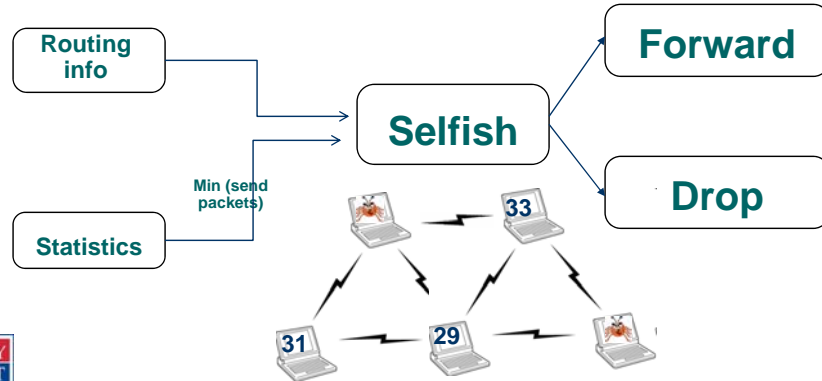 Routing
info
Forward
Selfish
Min (send
packets)
Statistics
Drop
33
31
29